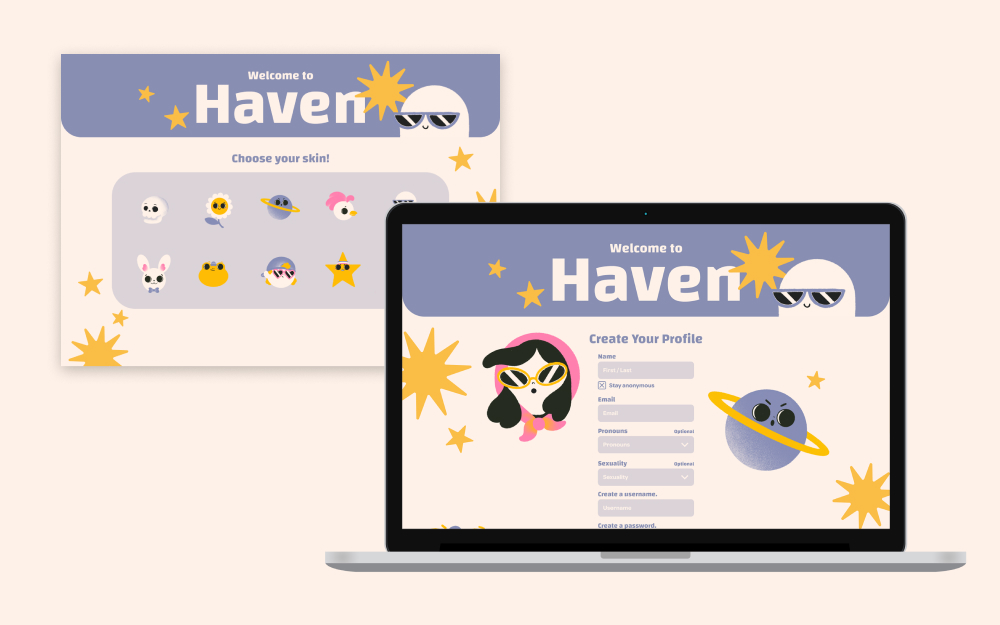 Welcome to
Haven
Choose your skin!
Welcome to
Haven
Create Your Profile
Name
First / Last
Stay anonymous
Email
Email
Pronouns Optional
Pronouns
Sexuality Optional
Sexuality
Create a username.
Username
Create a password.